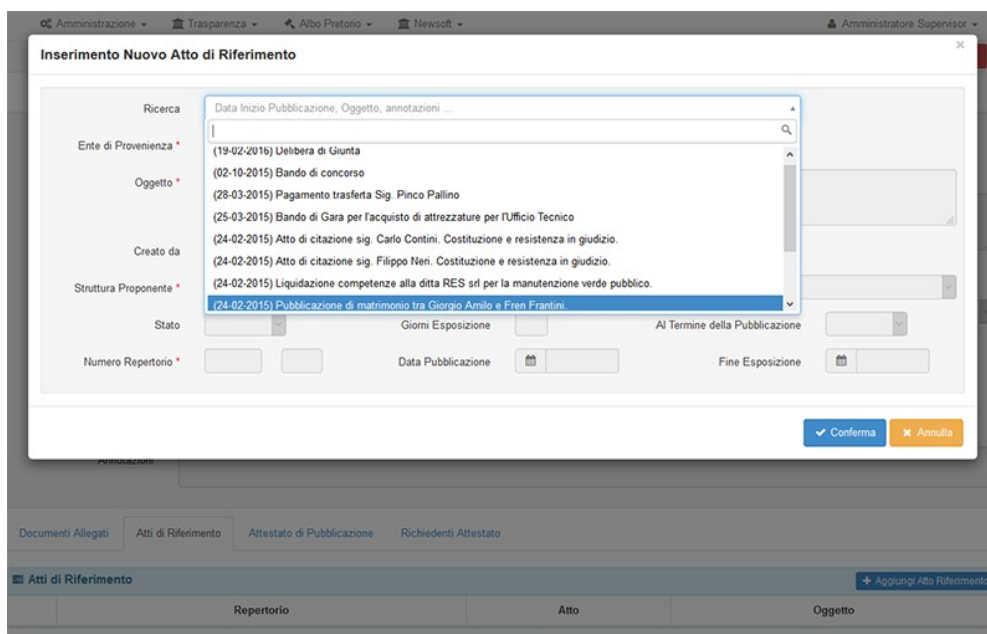 Amministrazione Trasparenza Albo Pretorio Newsoft Amministratore Supervisor
Inserimento Nuovo Atto di Riferimento ×
Ricerca Data Inizio Pubblicazione, Oggetto, annotazioni ...
Ente di Provenienza *
(19-02-2016) Delibera di Giunta
(02-10-2015) Bando di concorso
Oggetto *
(28-03-2015) Pagamento trasferta Sig. Pinco Pallino
(25-03-2015) Bando di Gara per l'acquisto di attrezzature per l'Ufficio Tecnico
(24-02-2015) Atto di citazione sig. Carlo Contini. Costituzione e resistenza in giudizio.
Creato da
(24-02-2015) Atto di citazione sig. Filippo Neri. Costituzione e resistenza in giudizio.
Struttura Proponente *
(24-02-2015) Liquidazione competenze alla ditta RES srl per la manutenzione verde pubblico.
(24-02-2015) Pubblicazione di matrimonio tra Giorgio Amilo e Fren Frantini.
Stato Giorni Esposizione Al Termine della Pubblicazione
Numero Repertorio * Data Pubblicazione Fine Esposizione
Conferma Annulla
Annotazioni
Documenti Allegati Atti di Riferimento Attestato di Pubblicazione Richiedenti Attestato
Atti di Riferimento + Aggiungi Atto Riferimento
Repertorio Atto Oggetto